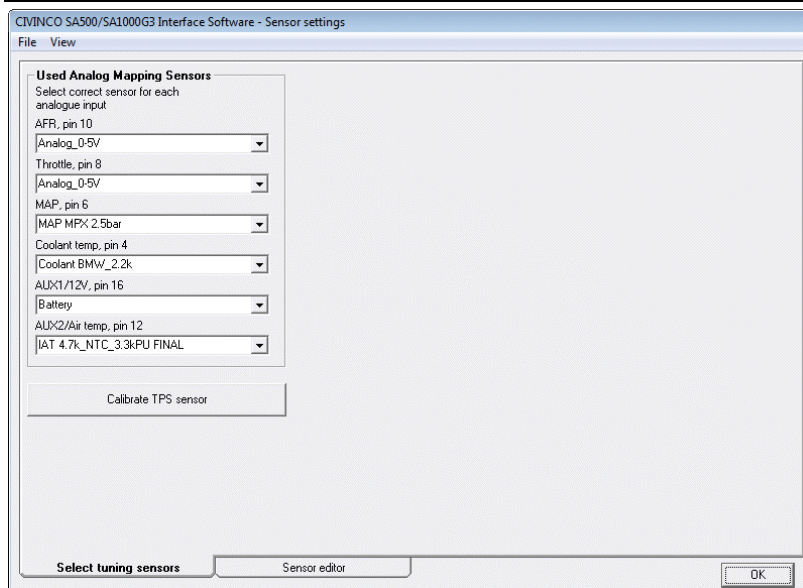 CIVINCO SA500/SA1000G3 Interface Software - Sensor settings
File View
Used Analog Mapping Sensors
Select correct sensor for each
analogue input
AFR, pin 10
Analog_0-5V
Throttle, pin 8
Analog_0-5V
MAP, pin 6
MAP MPX 2.5bar
Coolant temp, pin 4
Coolant BMW_2.2k
AUX1/12V, pin 16
Battery
AUX2/Air temp, pin 12
IAT 4.7k_NTC_3.3kPU FINAL
Calibrate TPS sensor
Select tuning sensors Sensor editor
OK